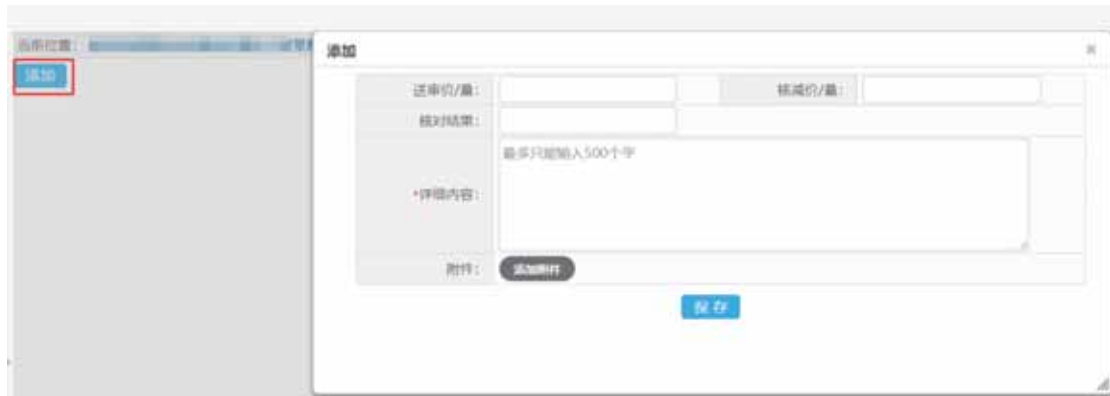 当前位置：
添加
添加
送审价/量：
核减价/量：
核对结果：
最多只能输入500个字
*详细内容：
附件：
添加附件
保存